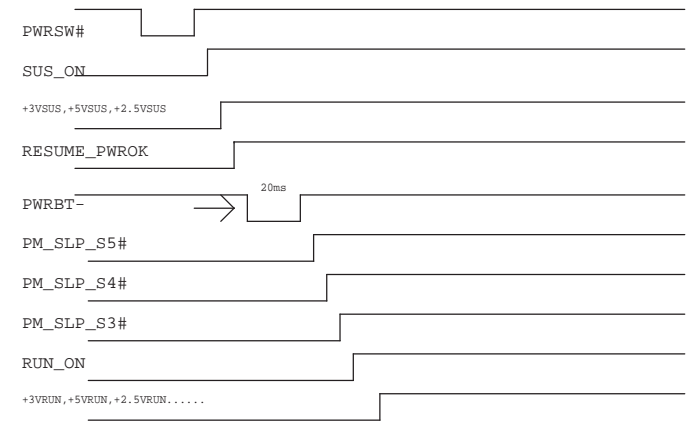 PWRSW#
SUS_ON
+3VSUS,+5VSUS,+2.5VSUS
RESUME_PWROK
20ms
PWRBT-
PM_SLP_S5#
PM_SLP_S4#
PM_SLP_S3#
RUN_ON
+3VRUN,+5VRUN,+2.5VRUN......